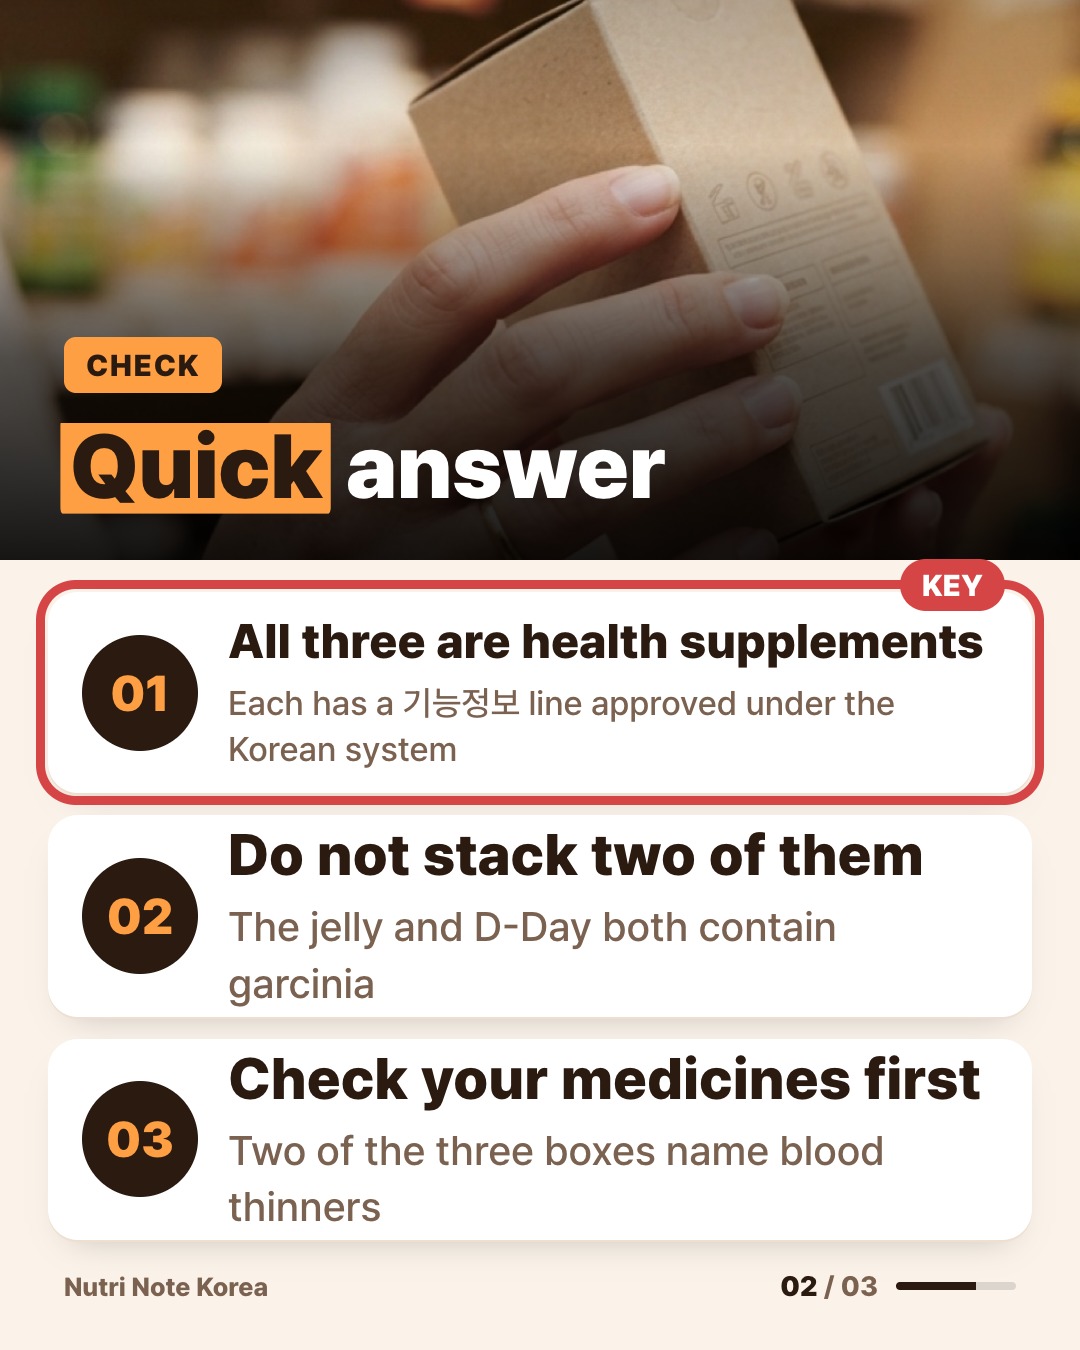 CHECK
Quick answer
KEY
01
All three are health supplements
Each has a 기능정보 line approved under the
Korean system
02
Do not stack two of them
The jelly and D-Day both contain
garcinia
03
Check your medicines first
Two of the three boxes name blood
thinners
Nutri Note Korea
02 / 03